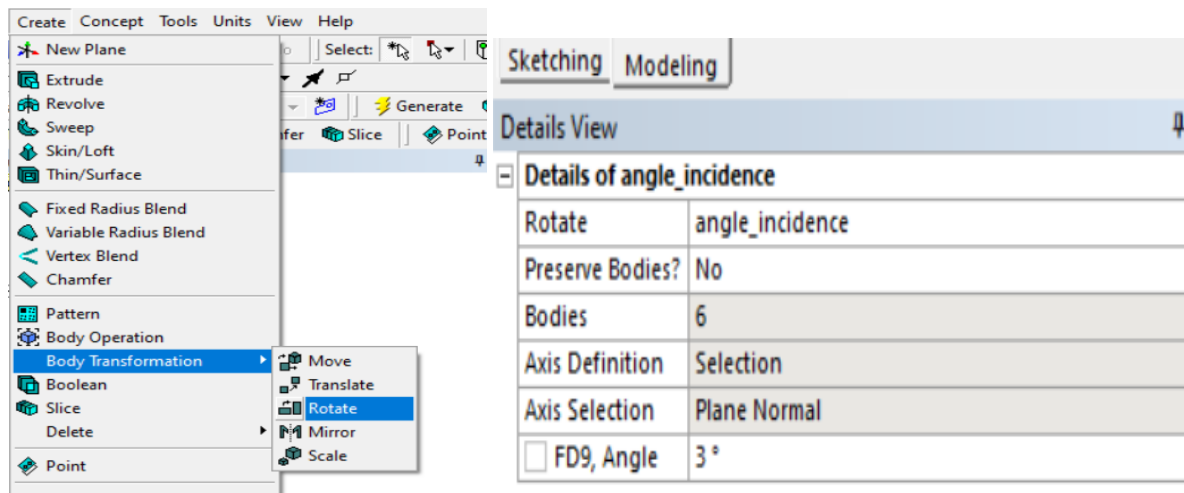 Create Concept Tools Units View Help
New Plane
Select:
Extrude
Revolve
Generate
Sweep
Slice
Point
Skin/Loft
Thin/Surface
Fixed Radius Blend
Variable Radius Blend
Vertex Blend
Chamfer
Pattern
Body Operation
Body Transformation
Move
Boolean
Translate
Slice
Rotate
Delete
Mirror
Point
Scale
Sketching Modeling
Details View
Details of angle_incidence
Rotate angle_incidence
Preserve Bodies? No
Bodies 6
Axis Definition Selection
Axis Selection Plane Normal
FD9, Angle 3 °